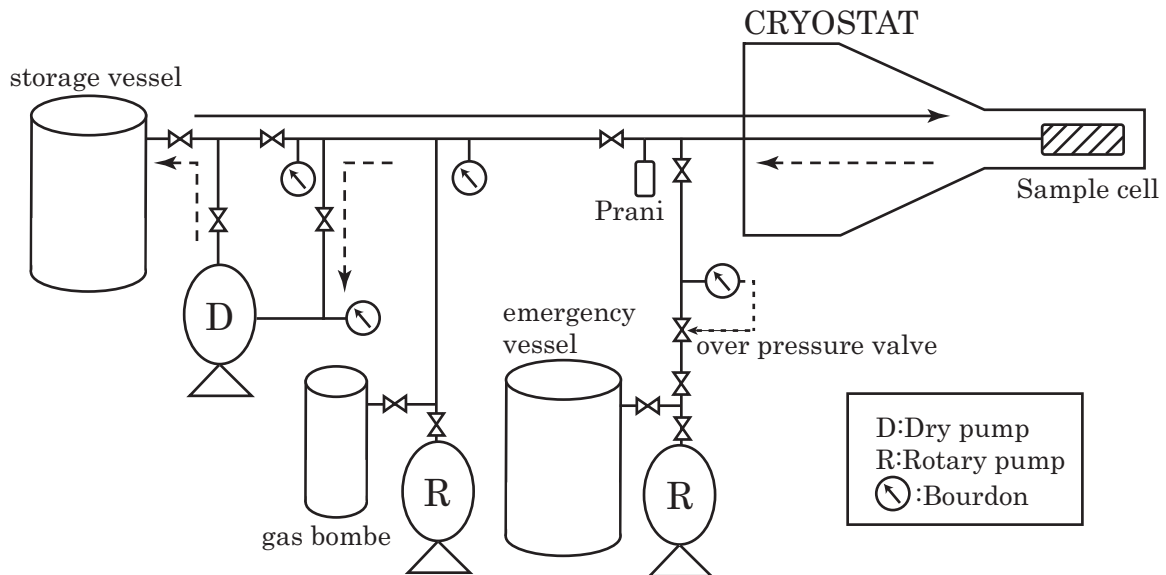 CRYOSTAT
storage vessel
Prani
Sample cell
D
emergency
vessel
over pressure valve
R
R
gas bombe
D:Dry pump
R:Rotary pump
:Bourdon